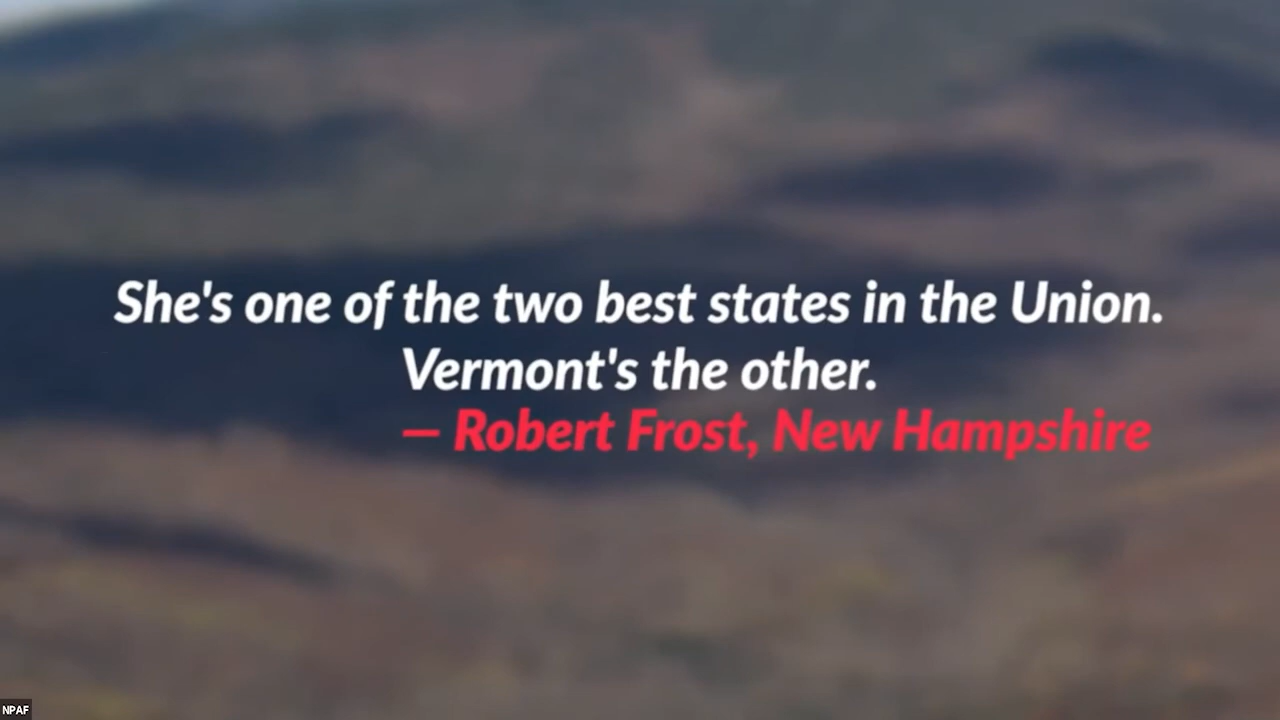 She's one of the two best states in the Union.
Vermont's the other.
— Robert Frost, New Hampshire
NPAF